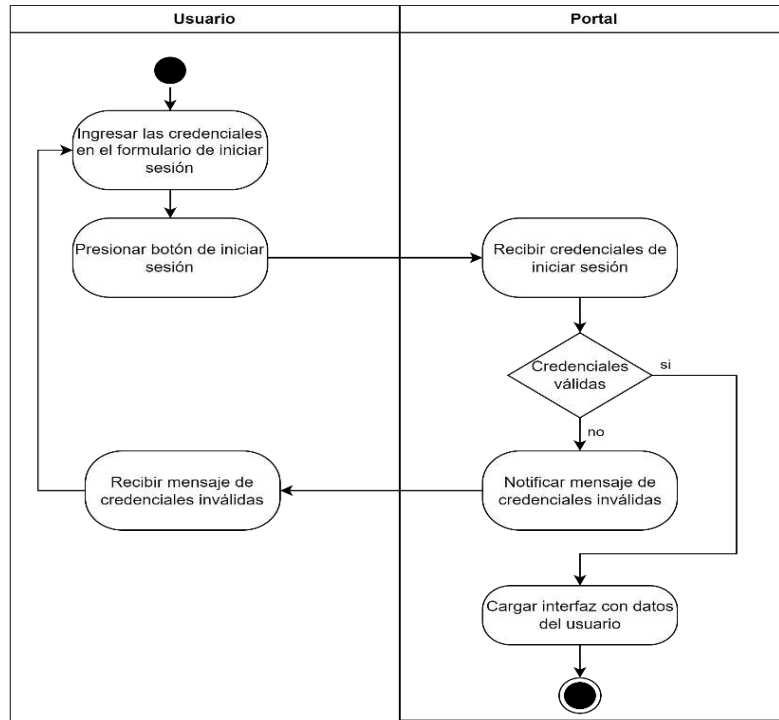 Usuario
Portal
Ingresar las credenciales
en el formulario de iniciar
sesión
Presionar botón de iniciar
sesión
Recibir credenciales de
iniciar sesión
Credenciales
válidas
si
no
Recibir mensaje de
credenciales inválidas
Notificar mensaje de
credenciales inválidas
Cargar interfaz con datos
del usuario